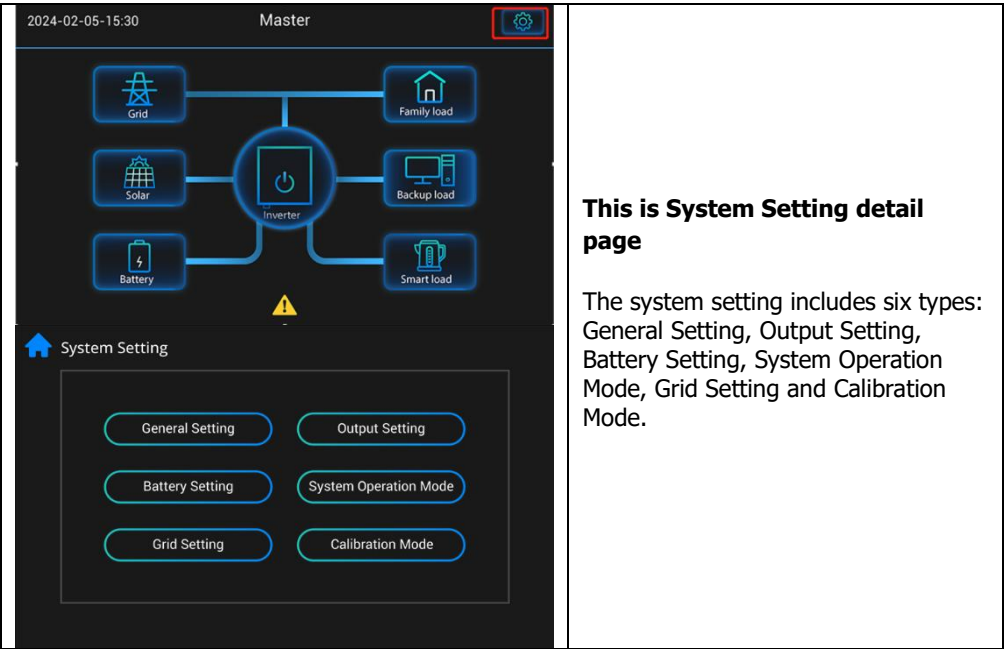 2024-02-05-15:30
Master
Grid
Family load
Solar
Inverter
Backup load
Battery
Smart load
System Setting
General Setting
Output Setting
Battery Setting
System Operation Mode
Grid Setting
Calibration Mode
This is System Setting detail
page
The system setting includes six types:
General Setting, Output Setting,
Battery Setting, System Operation
Mode, Grid Setting and Calibration
Mode.